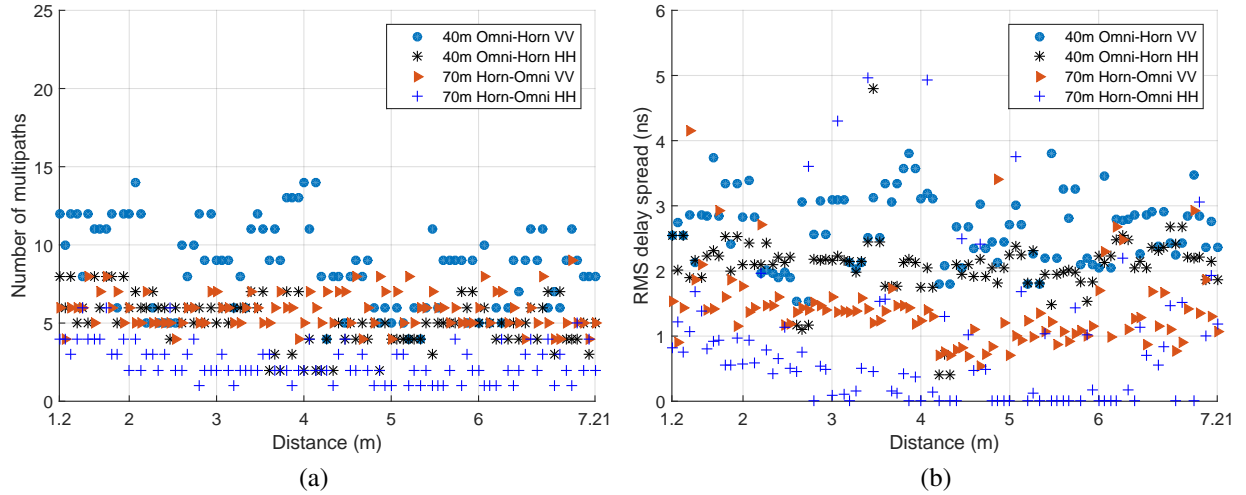 25
20
15
10
5
0
Number of multipaths
40m Omni-Horn VV
40m Omni-Horn HH
70m Horn-Omni VV
70m Horn-Omni HH
1.2 2 3 4 5 6 7.21
Distance (m)
(a)
6
5
4
3
2
1
0
RMS delay spread (ns)
40m Omni-Horn VV
40m Omni-Horn HH
70m Horn-Omni VV
70m Horn-Omni HH
1.2 2 3 4 5 6 7.21
Distance (m)
(b)